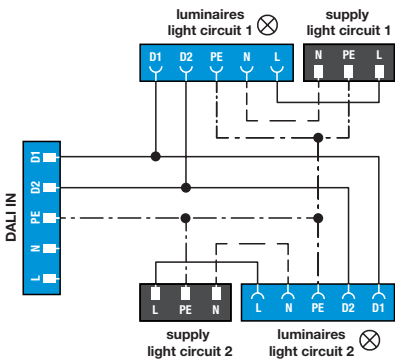 luminaires
light circuit 1
supply
light circuit 1
D1 D2 PE N L
N PE L
DALI IN
D1
D2
PE
N
L
L PE N
L N PE D2 D1
supply
light circuit 2
luminaires
light circuit 2